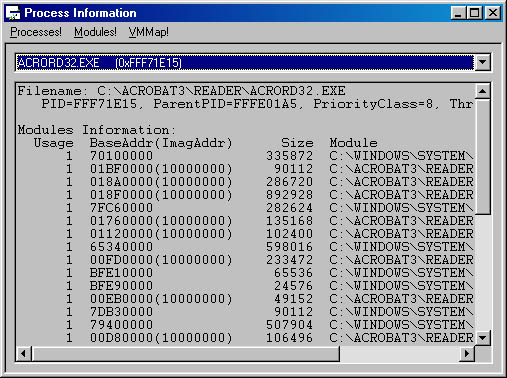 Process Information
Processes! Modules! VMMap!
ACRORD32.EXE (0xFFF71E15)
Filename: C:\ACROBAT3\READER\ACRORD32.EXE
PID=FFF71E15, ParentPID=FFFE01A5, PriorityClass=8, Thr
Modules Information:
Usage BaseAddr(ImagAddr) Size Module
1 70100000 335872 C:\WINDOWS\SYSTEM\
1 01BF0000(10000000) 90112 C:\ACROBAT3\READER
1 018A0000(10000000) 286720 C:\ACROBAT3\READER
1 018F0000(10000000) 892928 C:\ACROBAT3\READER
1 7FC60000 282624 C:\WINDOWS\SYSTEM\
1 01760000(10000000) 135168 C:\ACROBAT3\READER
1 01120000(10000000) 102400 C:\ACROBAT3\READER
1 65340000 598016 C:\WINDOWS\SYSTEM\
1 00FD0000(10000000) 233472 C:\ACROBAT3\READER
1 BFE10000 65536 C:\WINDOWS\SYSTEM\
1 BFE90000 24576 C:\WINDOWS\SYSTEM\
1 00EB0000(10000000) 49152 C:\ACROBAT3\READER
1 7DB30000 90112 C:\WINDOWS\SYSTEM\
1 79400000 507904 C:\WINDOWS\SYSTEM\
1 00D80000(10000000) 106496 C:\ACROBAT3\READER